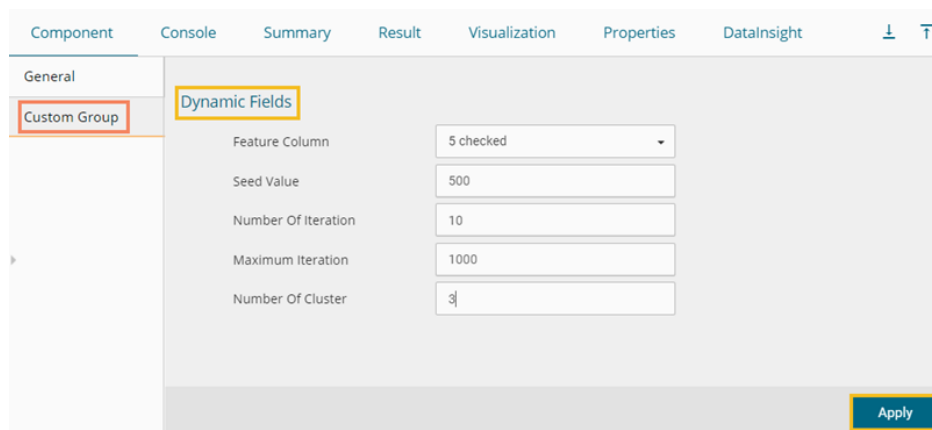 Component Console Summary Result Visualization Properties DataInsight
General
Custom Group
Dynamic Fields
Feature Column 5 checked
Seed Value 500
Number Of Iteration 10
Maximum Iteration 1000
Number Of Cluster 3
Apply